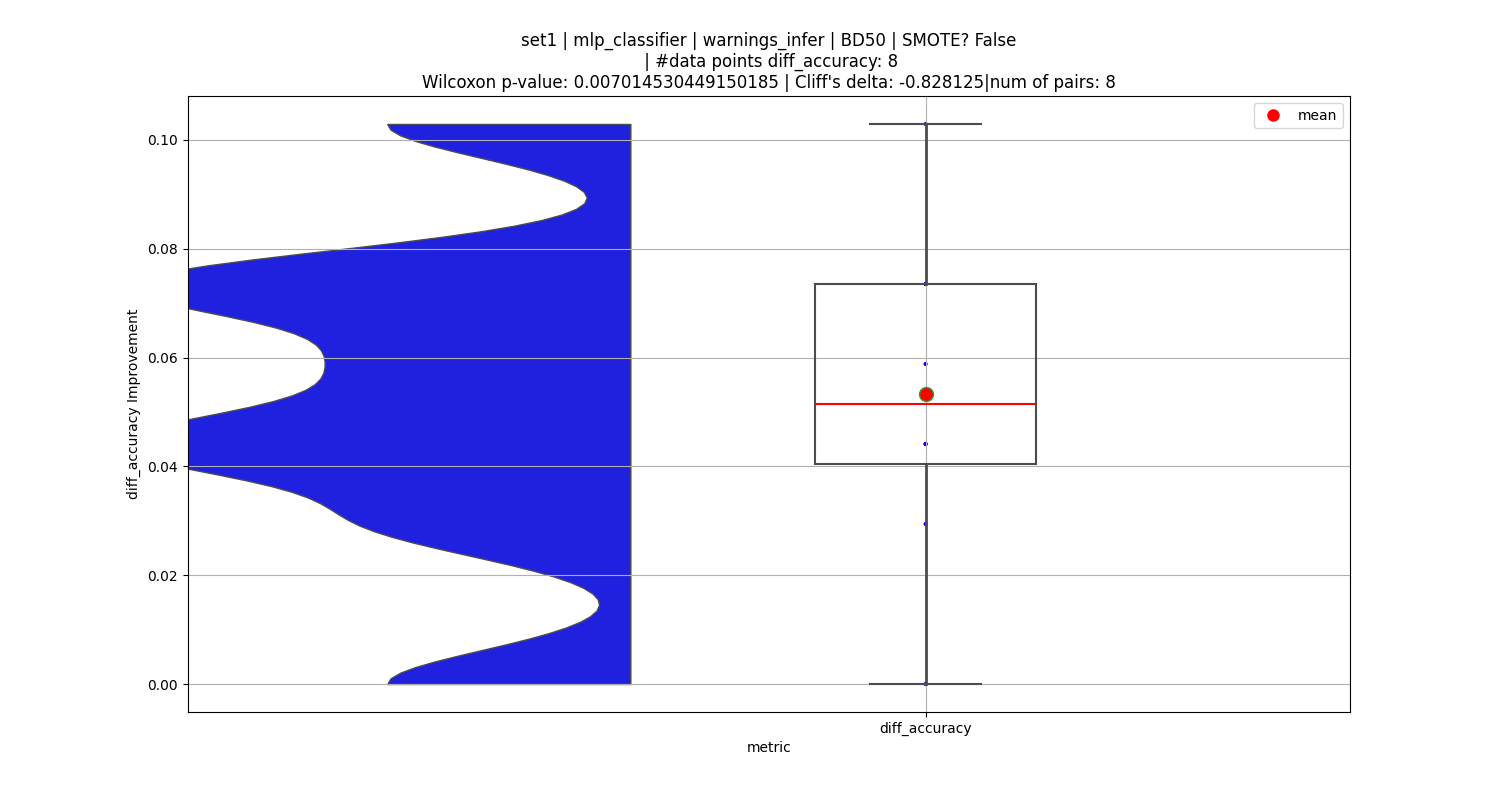 set1 | mlp_classifier | warnings_infer | BD50 | SMOTE? False
| #data points diff_accuracy: 8
Wilcoxon p-value: 0.007014530449150185 | Cliff's delta: -0.828125|num of pairs: 8
mean
0.10
0.08
0.06
0.04
0.02
0.00
diff_accuracy Improvement
diff_accuracy
metric